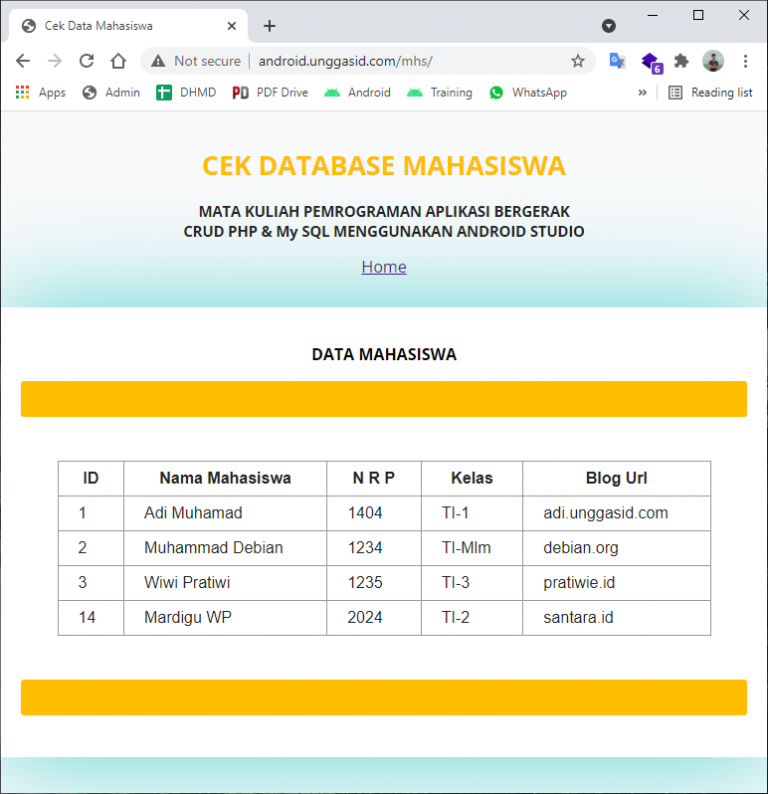 Cek Data Mahasiswa
Not secure android.unggasid.com/mhs/ 6
Apps Admin DHMD PD PDF Drive Android Training WhatsApp » Reading list
CEK DATABASE MAHASISWA
MATA KULIAH PEMROGRAMAN APLIKASI BERGERAK
CRUD PHP & My SQL MENGGUNAKAN ANDROID STUDIO
Home
DATA MAHASISWA
ID Nama Mahasiswa N R P Kelas Blog Url
1 Adi Muhamad 1404 TI-1 adi.unggasid.com
2 Muhammad Debian 1234 TI-Mlm debian.org
3 Wiwi Pratiwi 1235 TI-3 pratiwie.id
14 Mardigu WP 2024 TI-2 santara.id